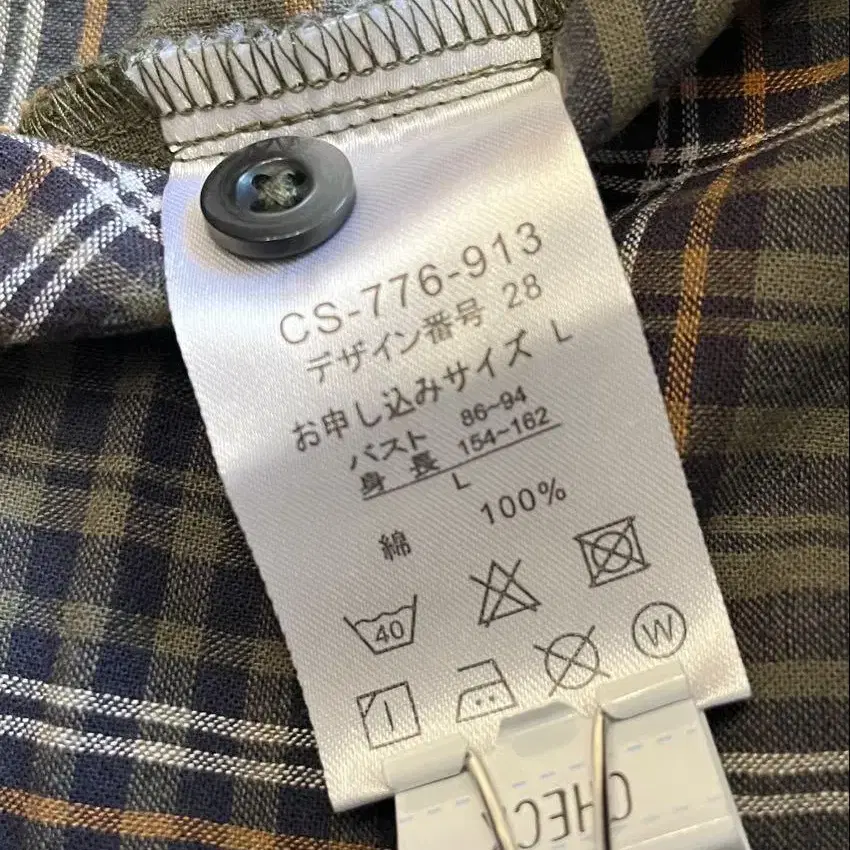 CS-776-913
デザイン番号 28
お申し込みサイズ L
バスト 86~94
身長 154~162
L
綿 100%
40
W
CHECK